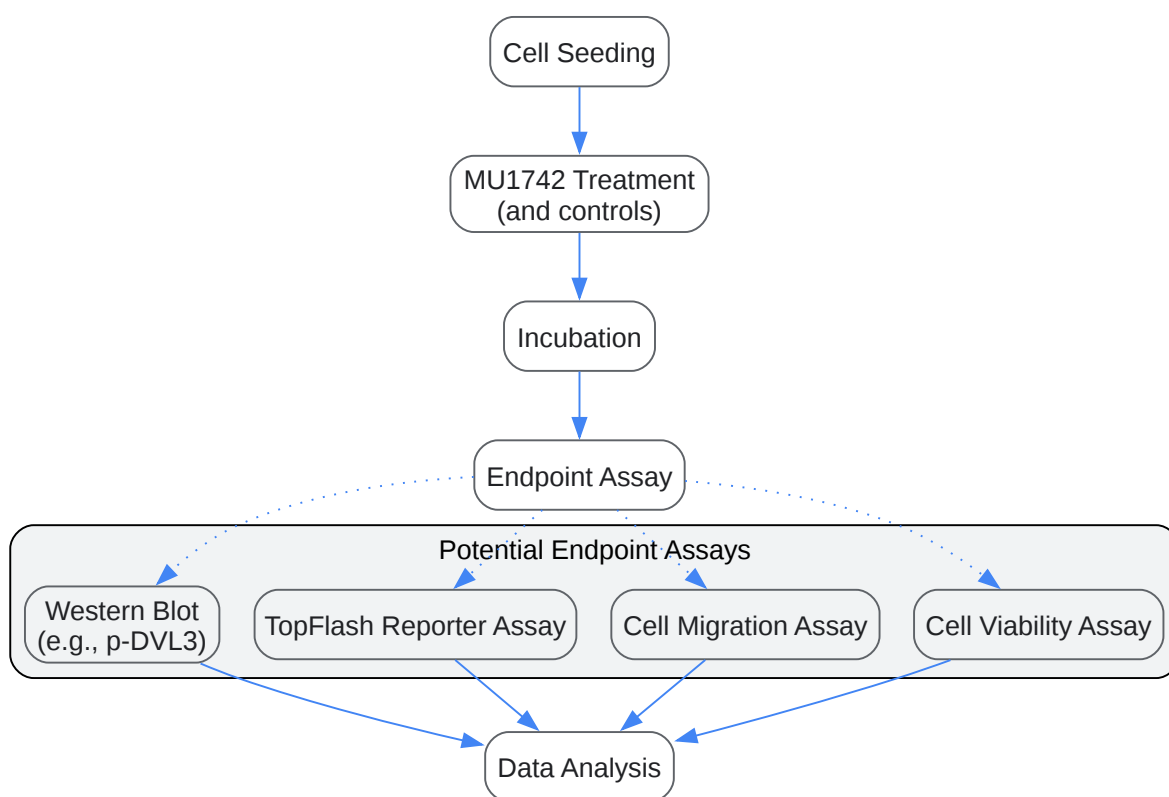 Cell Seeding
MU1742 Treatment
(and controls)
Incubation
Endpoint Assay
Potential Endpoint Assays
Western Blot
(e.g., p-DVL3)
TopFlash Reporter Assay
Cell Migration Assay
Cell Viability Assay
Data Analysis